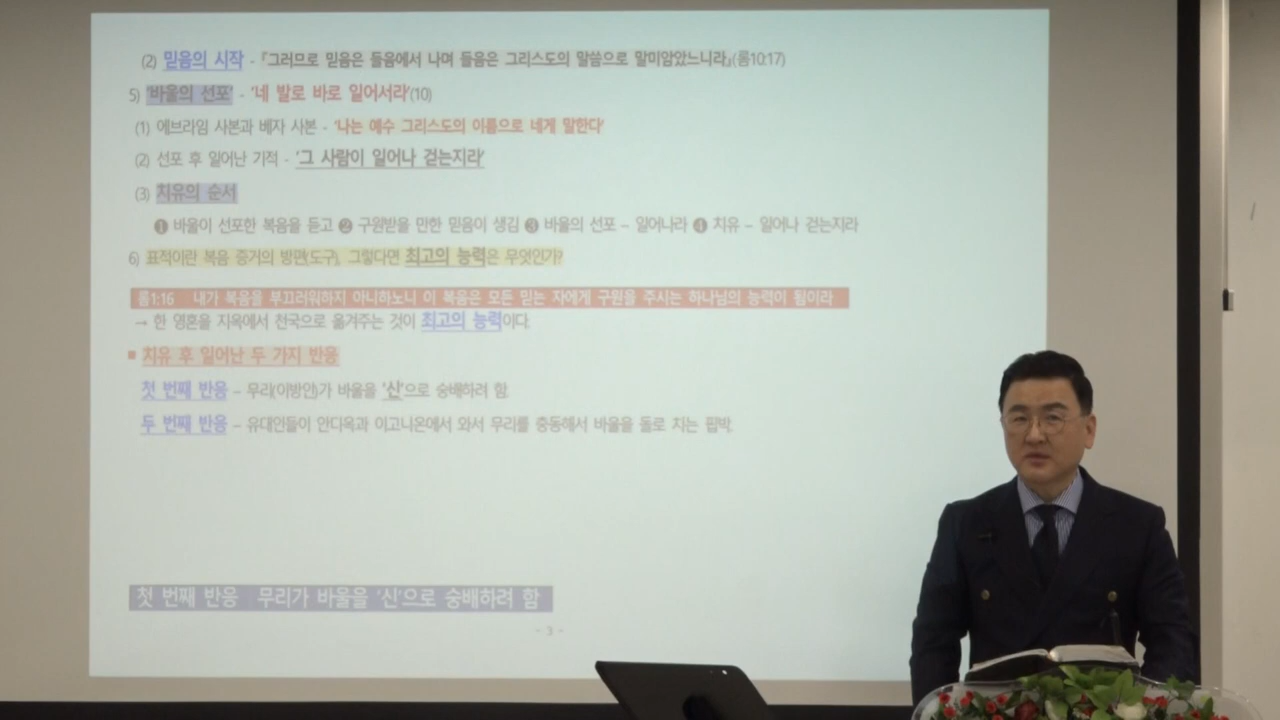 (2) 믿음의 시작 - 『그러므로 믿음은 들음에서 나며 들음은 그리스도의 말씀으로 말미암았느니라』(롬10:17)
5) '바울의 선포' - '네 발로 바로 일어서라'(10)
(1) 에브라임 사본과 베자 사본 - '나는 예수 그리스도의 이름으로 네게 말한다'
(2) 선포 후 일어난 기적 - '그 사람이 일어나 걷는지라'
(3) 치유의 순서
❶ 바울이 선포한 복음을 듣고 ❷ 구원받을 만한 믿음이 생김 ❸ 바울의 선포 – 일어나라 ❹ 치유 – 일어나 걷는지라
6) 표적이란 복음 증거의 방편(도구), 그렇다면 최고의 능력은 무엇인가?
롬1:16 내가 복음을 부끄러워하지 아니하노니 이 복음은 모든 믿는 자에게 구원을 주시는 하나님의 능력이 됨이라
→ 한 영혼을 지옥에서 천국으로 옮겨주는 것이 최고의 능력이다.
■ 치유 후 일어난 두 가지 반응
첫 번째 반응 – 무리(이방인)가 바울을 '신'으로 숭배하려 함.
두 번째 반응 – 유대인들이 안디옥과 이고니온에서 와서 무리를 충동해서 바울을 돌로 치는 핍박.
첫 번째 반응 무리가 바울을 '신'으로 숭배하려 함
- 3 -